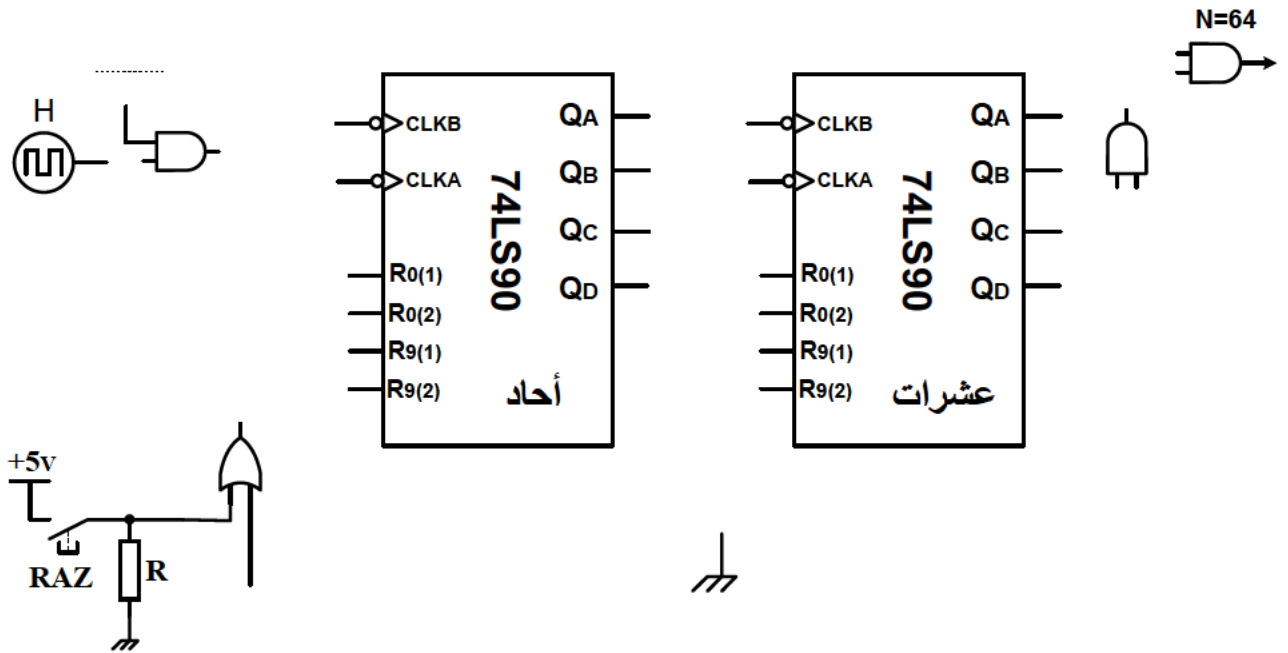 N=64
H
CLKB
CLKA
R0(1)
R0(2)
R9(1)
R9(2)
74LS90
QA
QB
QC
QD
أحاد
CLKB
CLKA
R0(1)
R0(2)
R9(1)
R9(2)
74LS90
QA
QB
QC
QD
عشرات
+5v
RAZ
R